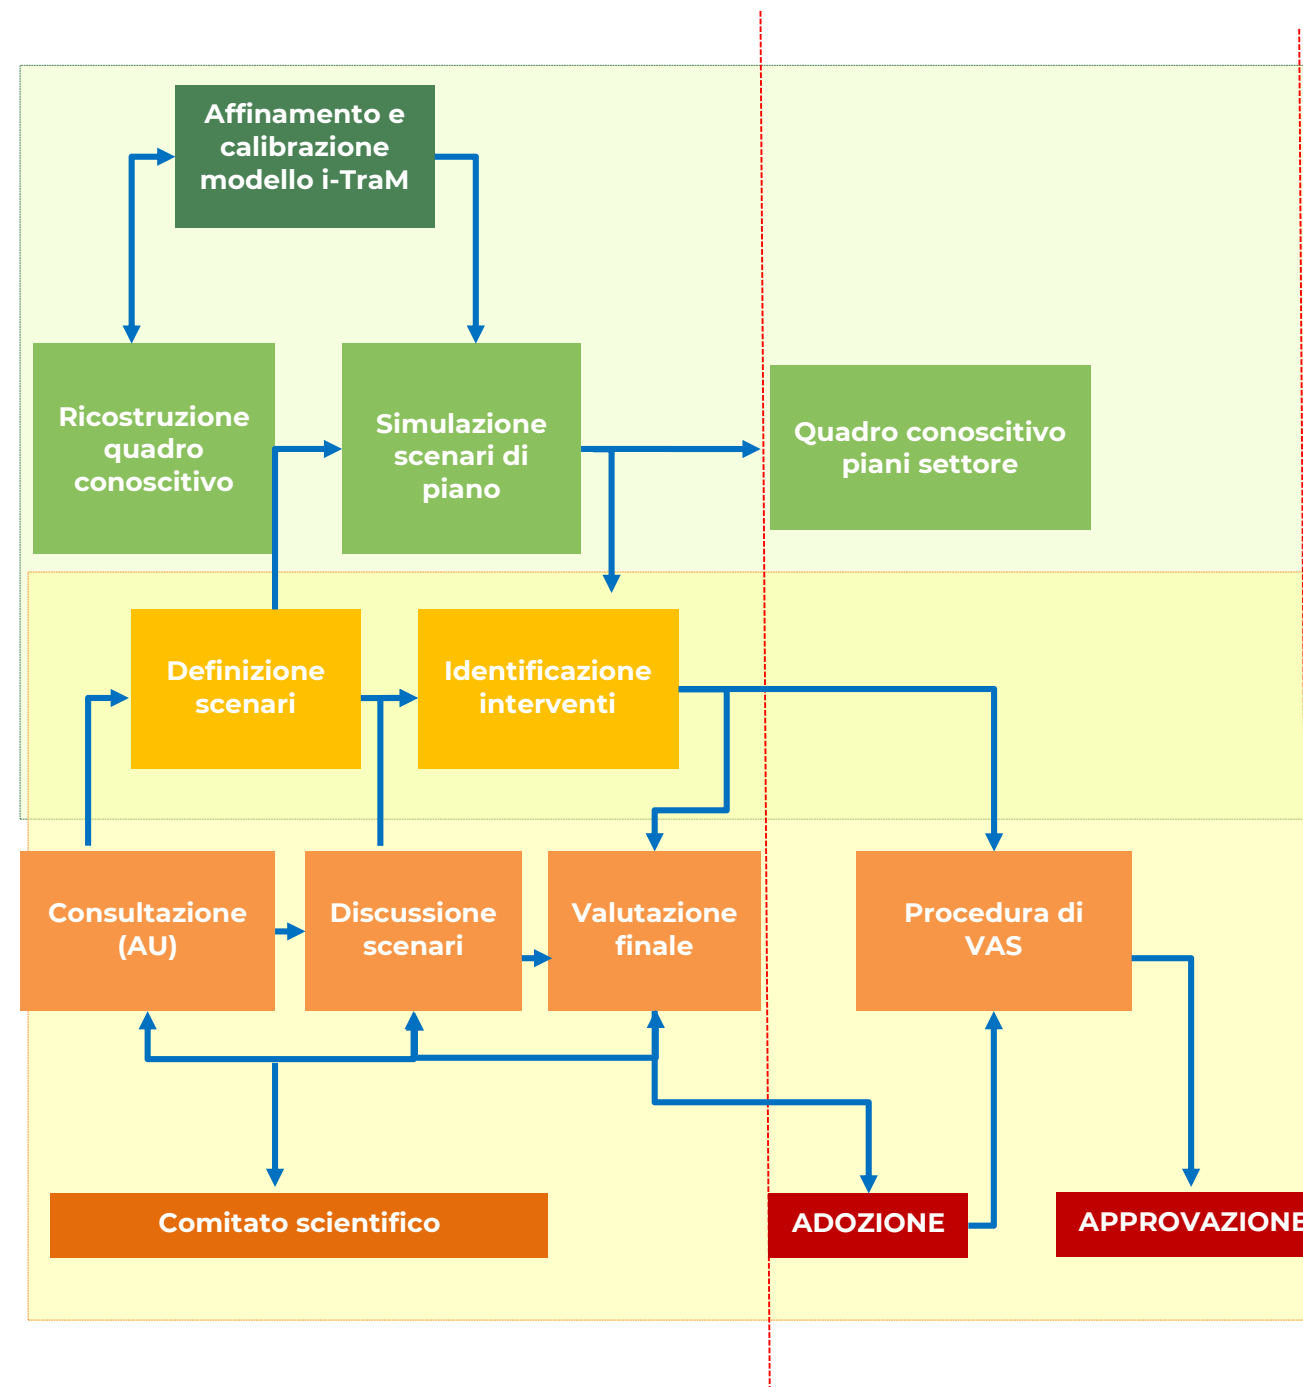 Affinamento e
calibrazione
modello i-TraM
Ricostruzione
quadro
conoscitivo
Simulazione
scenari di
piano
Quadro conoscitivo
piani settore
Definizione
scenari
Identificazione
interventi
Consultazione
(AU)
Discussione
scenari
Valutazione
finale
Procedura di
VAS
Comitato scientifico
ADOZIONE
APPROVAZIONE